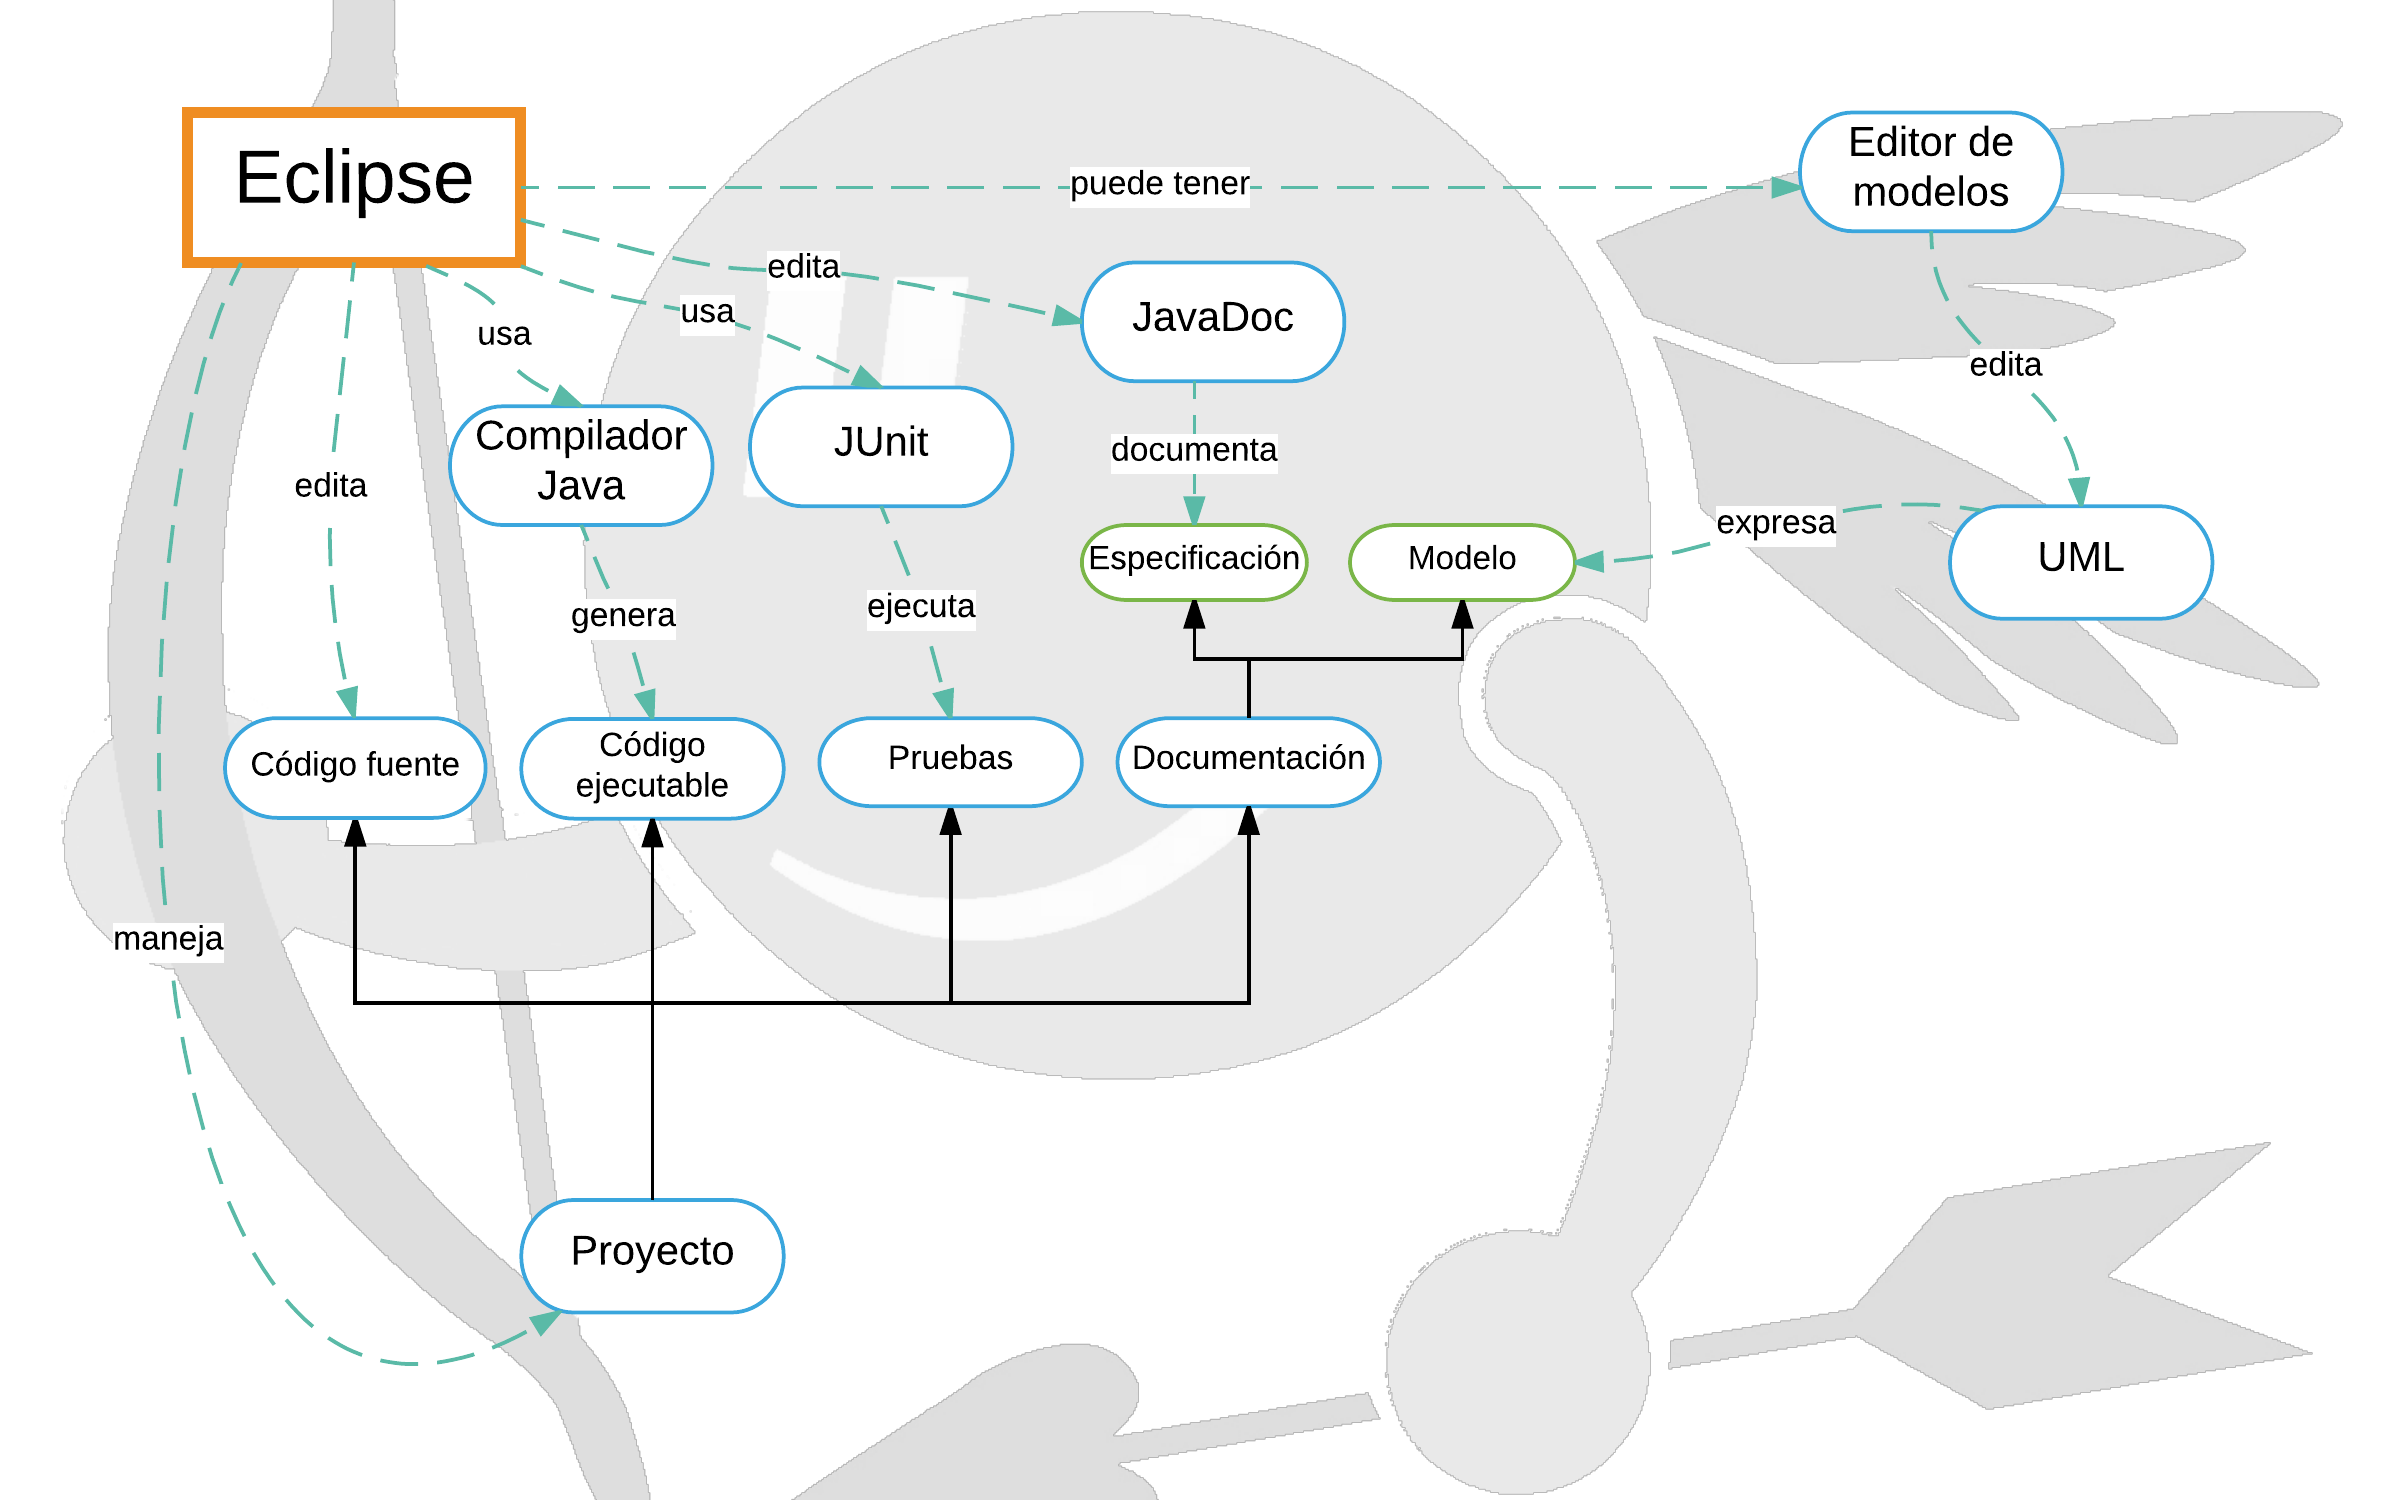 Eclipse
puede tener
Editor de
modelos
edita
usa
usa
JavaDoc
edita
Compilador
Java
JUnit
documenta
edita
expresa
Especificación
Modelo
UML
genera
ejecuta
Código fuente
Código
ejecutable
Pruebas
Documentación
maneja
Proyecto